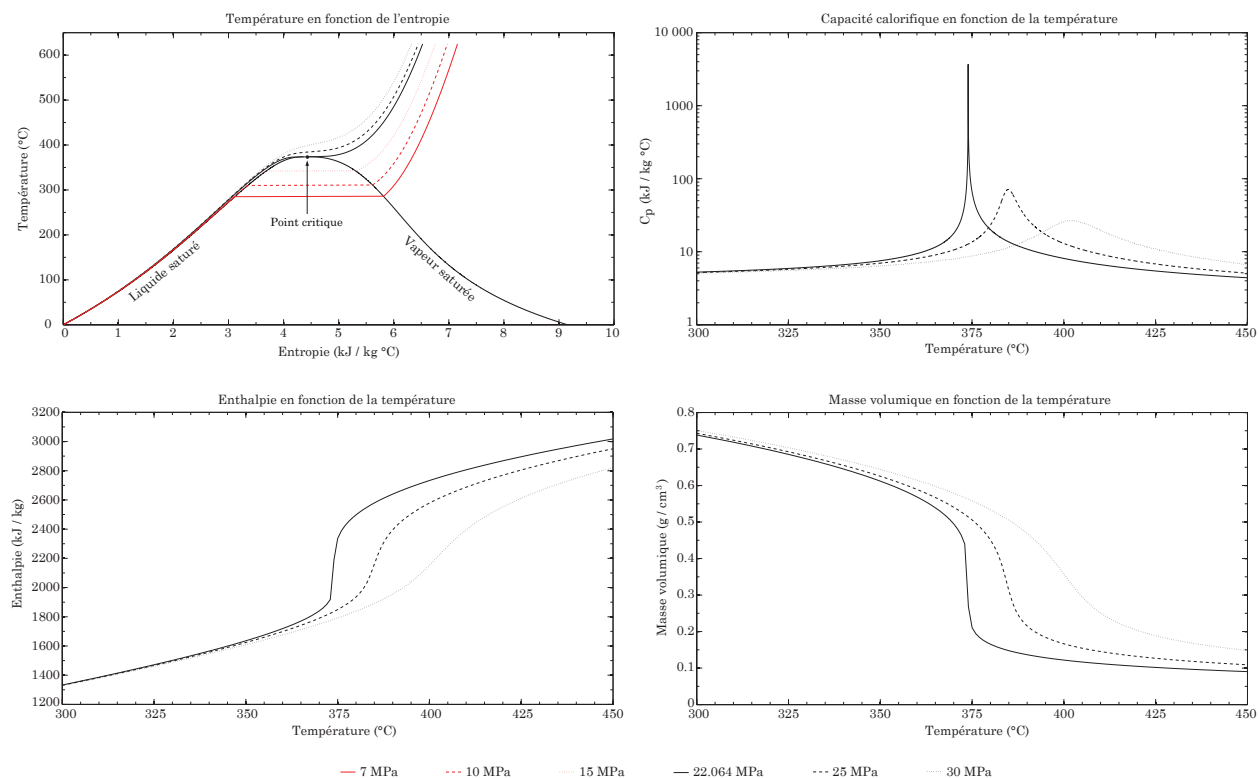 Température en fonction de l'entropie
600
500
400
300
200
100
0
Température (°C)
Liquide saturé
Point critique
Vapeur saturée
0 1 2 3 4 5 6 7 8 9 10
Entropie (kJ / kg °C)
Capacité calorifique en fonction de la température
10 000
1000
100
10
1
Cp (kJ / kg °C)
300 325 350 375 400 425 450
Température (°C)
Enthalpie en fonction de la température
3200
3000
2800
2600
2400
2200
2000
1800
1600
1400
1200
Enthalpie (kJ / kg)
300 325 350 375 400 425 450
Température (°C)
Masse volumique en fonction de la température
0.8
0.7
0.6
0.5
0.4
0.3
0.2
0.1
0
Masse volumique (g / cm³)
300 325 350 375 400 425 450
Température (°C)
7 MPa 10 MPa 15 MPa 22.064 MPa 25 MPa 30 MPa